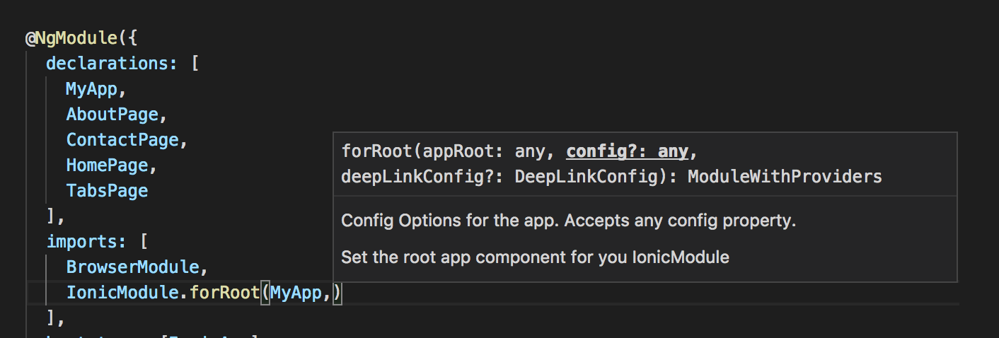 @NgModule({
declarations: [
MyApp,
AboutPage,
ContactPage,
HomePage,
TabsPage
],
imports: [
BrowserModule,
IonicModule.forRoot(MyApp,)
],
forRoot(appRoot: any, config?: any,
deepLinkConfig?: DeepLinkConfig): ModuleWithProviders
Config Options for the app. Accepts any config property.
Set the root app component for you IonicModule